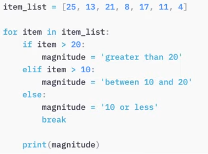 item_list = [25, 13, 21, 8, 17, 11, 4]

for item in item_list:
    if item > 20:
        magnitude = 'greater than 20'
    elif item > 10:
        magnitude = 'between 10 and 20'
    else:
        magnitude = '10 or less'
        break

    print(magnitude)